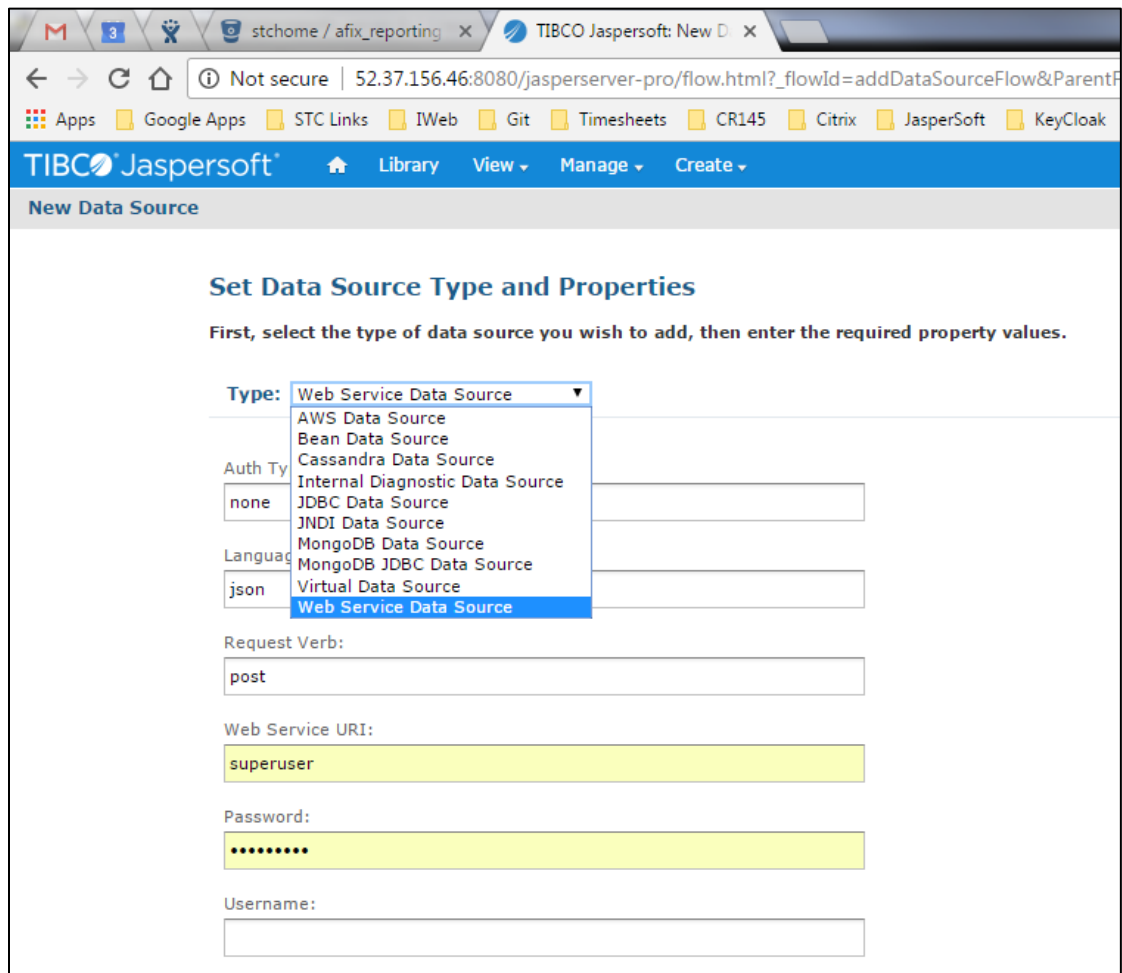 M 3 stchome / afix_reporting × TIBCO Jaspersoft: New D ×
Not secure | 52.37.156.46:8080/jasperserver-pro/flow.html?_flowId=addDataSourceFlow&ParentF
Apps Google Apps STC Links IWeb Git Timesheets CR145 Citrix JasperSoft KeyCloak
TIBCO Jaspersoft Library View Manage Create
New Data Source
Set Data Source Type and Properties
First, select the type of data source you wish to add, then enter the required property values.
Type: Web Service Data Source
AWS Data Source
Bean Data Source
Cassandra Data Source
Auth Ty
Internal Diagnostic Data Source
none JDBC Data Source
JNDI Data Source
MongoDB Data Source
Languag MongoDB JDBC Data Source
json Virtual Data Source
Web Service Data Source
Request Verb:
post
Web Service URI:
superuser
Password:
•••••••••
Username: